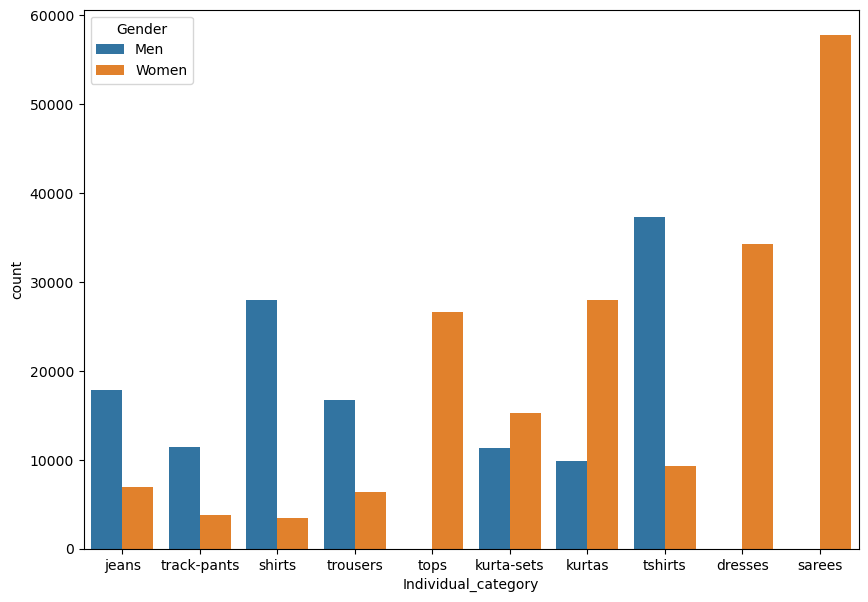 Gender
Men
Women
60000
50000
40000
30000
20000
10000
0
count
jeans track-pants shirts trousers tops kurta-sets kurtas tshirts dresses sarees
Individual_category